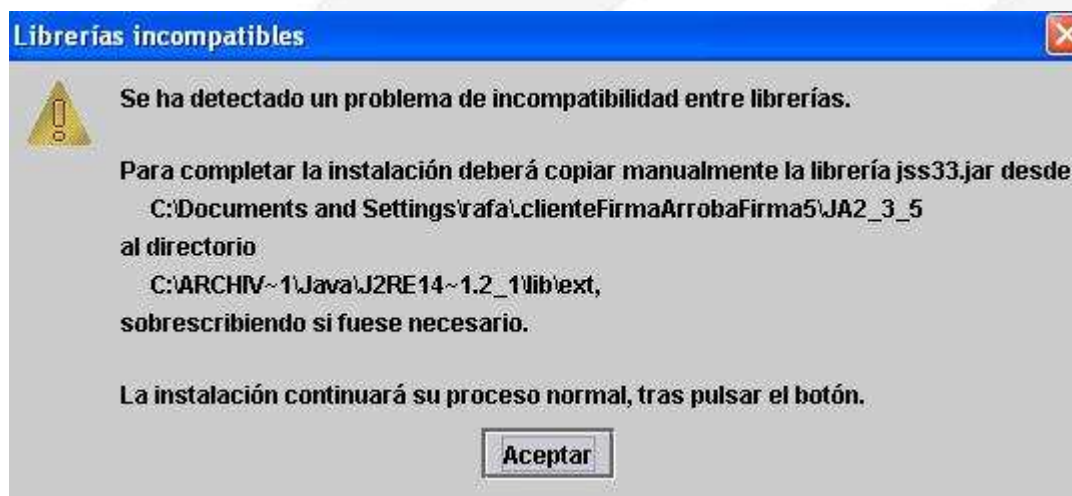 Librerías incompatibles
Se ha detectado un problema de incompatibilidad entre librerías.
Para completar la instalación deberá copiar manualmente la librería jss33.jar desde
C:\Documents and Settings\rafa\.clienteFirmaArrobaFirma5\JA2_3_5
al directorio
C:\ARCHIV~1\Java\J2RE14~1.2_1\lib\ext,
sobrescribiendo si fuese necesario.
La instalación continuará su proceso normal, tras pulsar el botón.
Aceptar